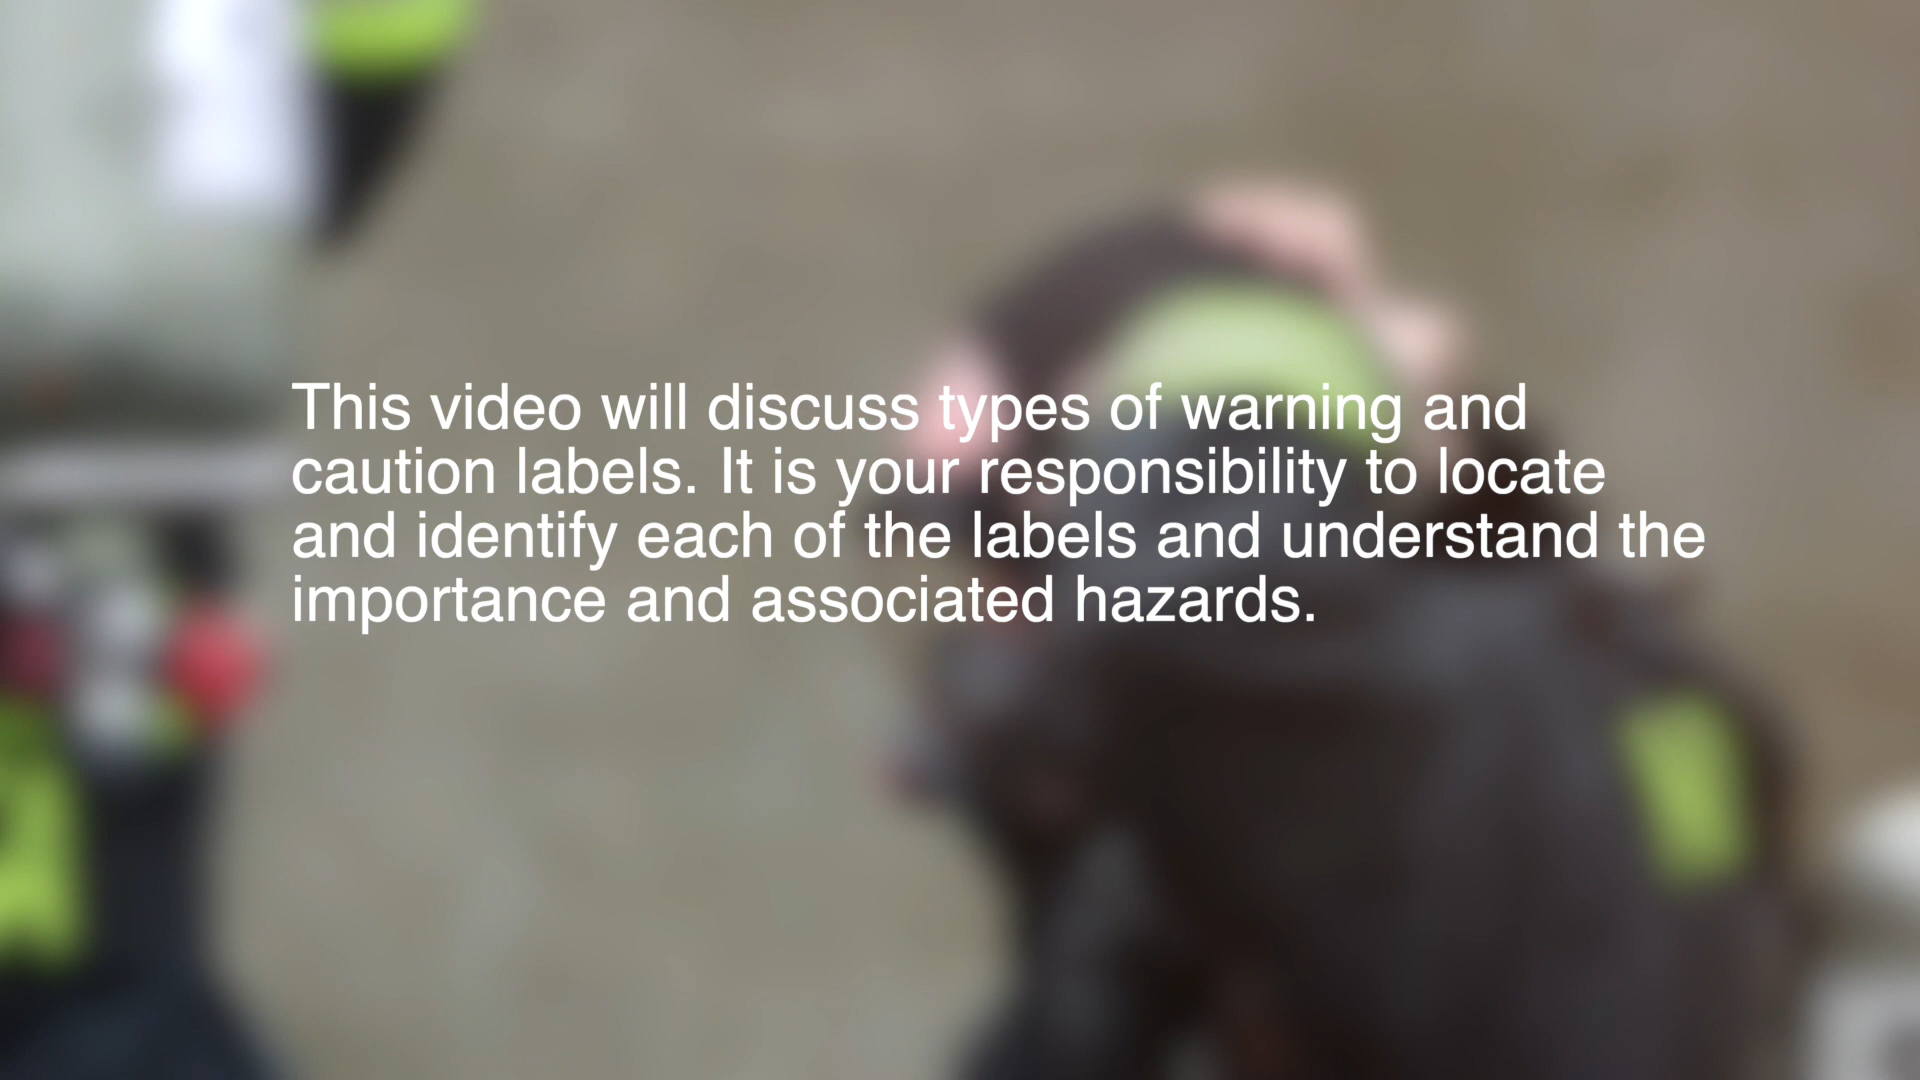 This video will discuss types of warning and
caution labels. It is your responsibility to locate
and identify each of the labels and understand the
importance and associated hazards.